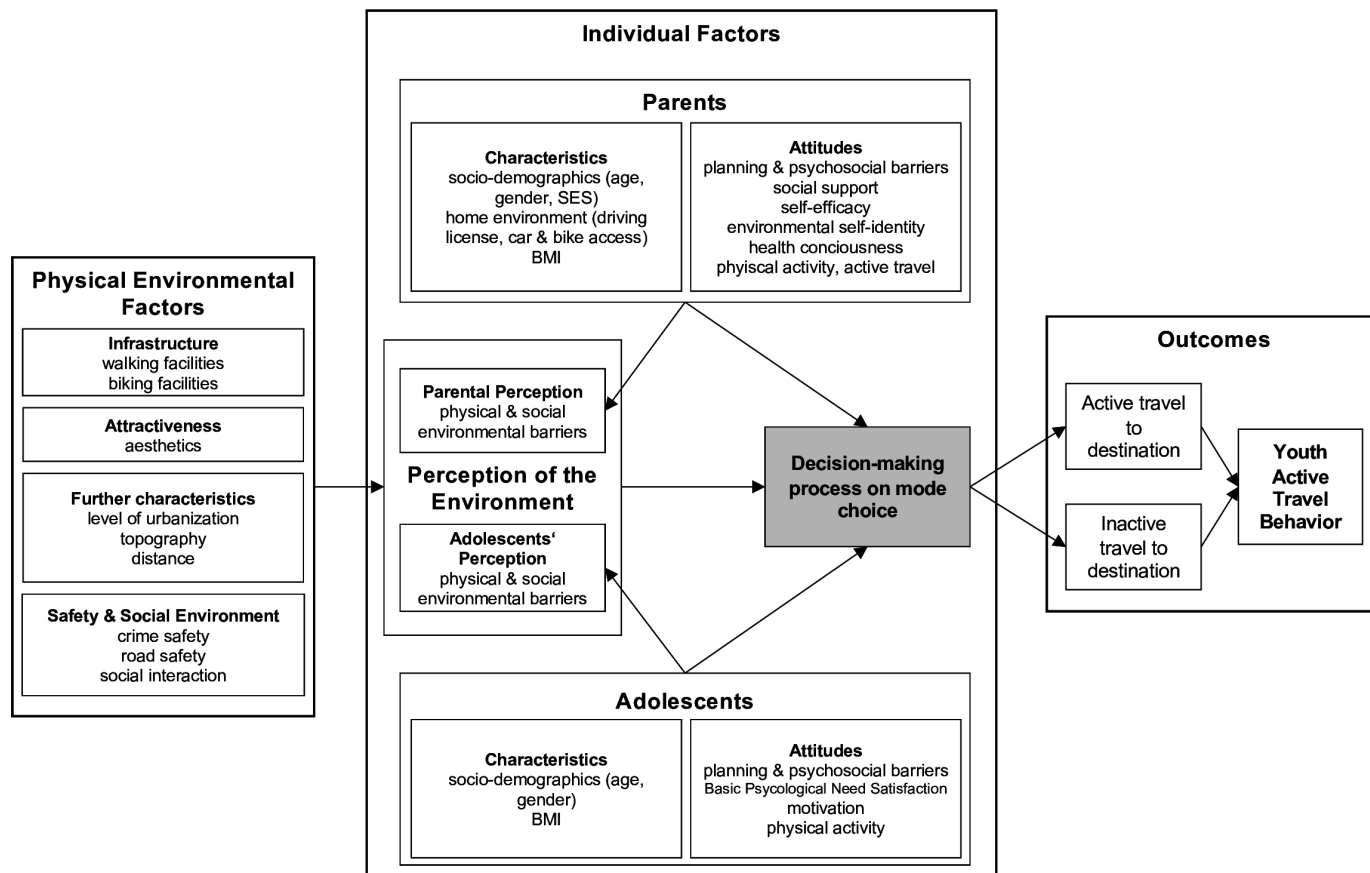 Individual Factors
Parents
Characteristics
socio-demographics (age,
gender, SES)
home environment (driving
license, car & bike access)
BMI
Attitudes
planning & psychosocial barriers
social support
self-efficacy
environmental self-identity
health conciousness
phyiscal activity, active travel
Physical Environmental
Factors
Infrastructure
walking facilities
biking facilities
Attractiveness
aesthetics
Further characteristics
level of urbanization
topography
distance
Safety & Social Environment
crime safety
road safety
social interaction
Parental Perception
physical & social
environmental barriers
Perception of the
Environment
Adolescents‘
Perception
physical & social
environmental barriers
Decision-making
process on mode
choice
Outcomes
Active travel
to
destination
Inactive
travel to
destination
Youth
Active
Travel
Behavior
Adolescents
Characteristics
socio-demographics (age,
gender)
BMI
Attitudes
planning & psychosocial barriers
Basic Psycological Need Satisfaction
motivation
physical activity